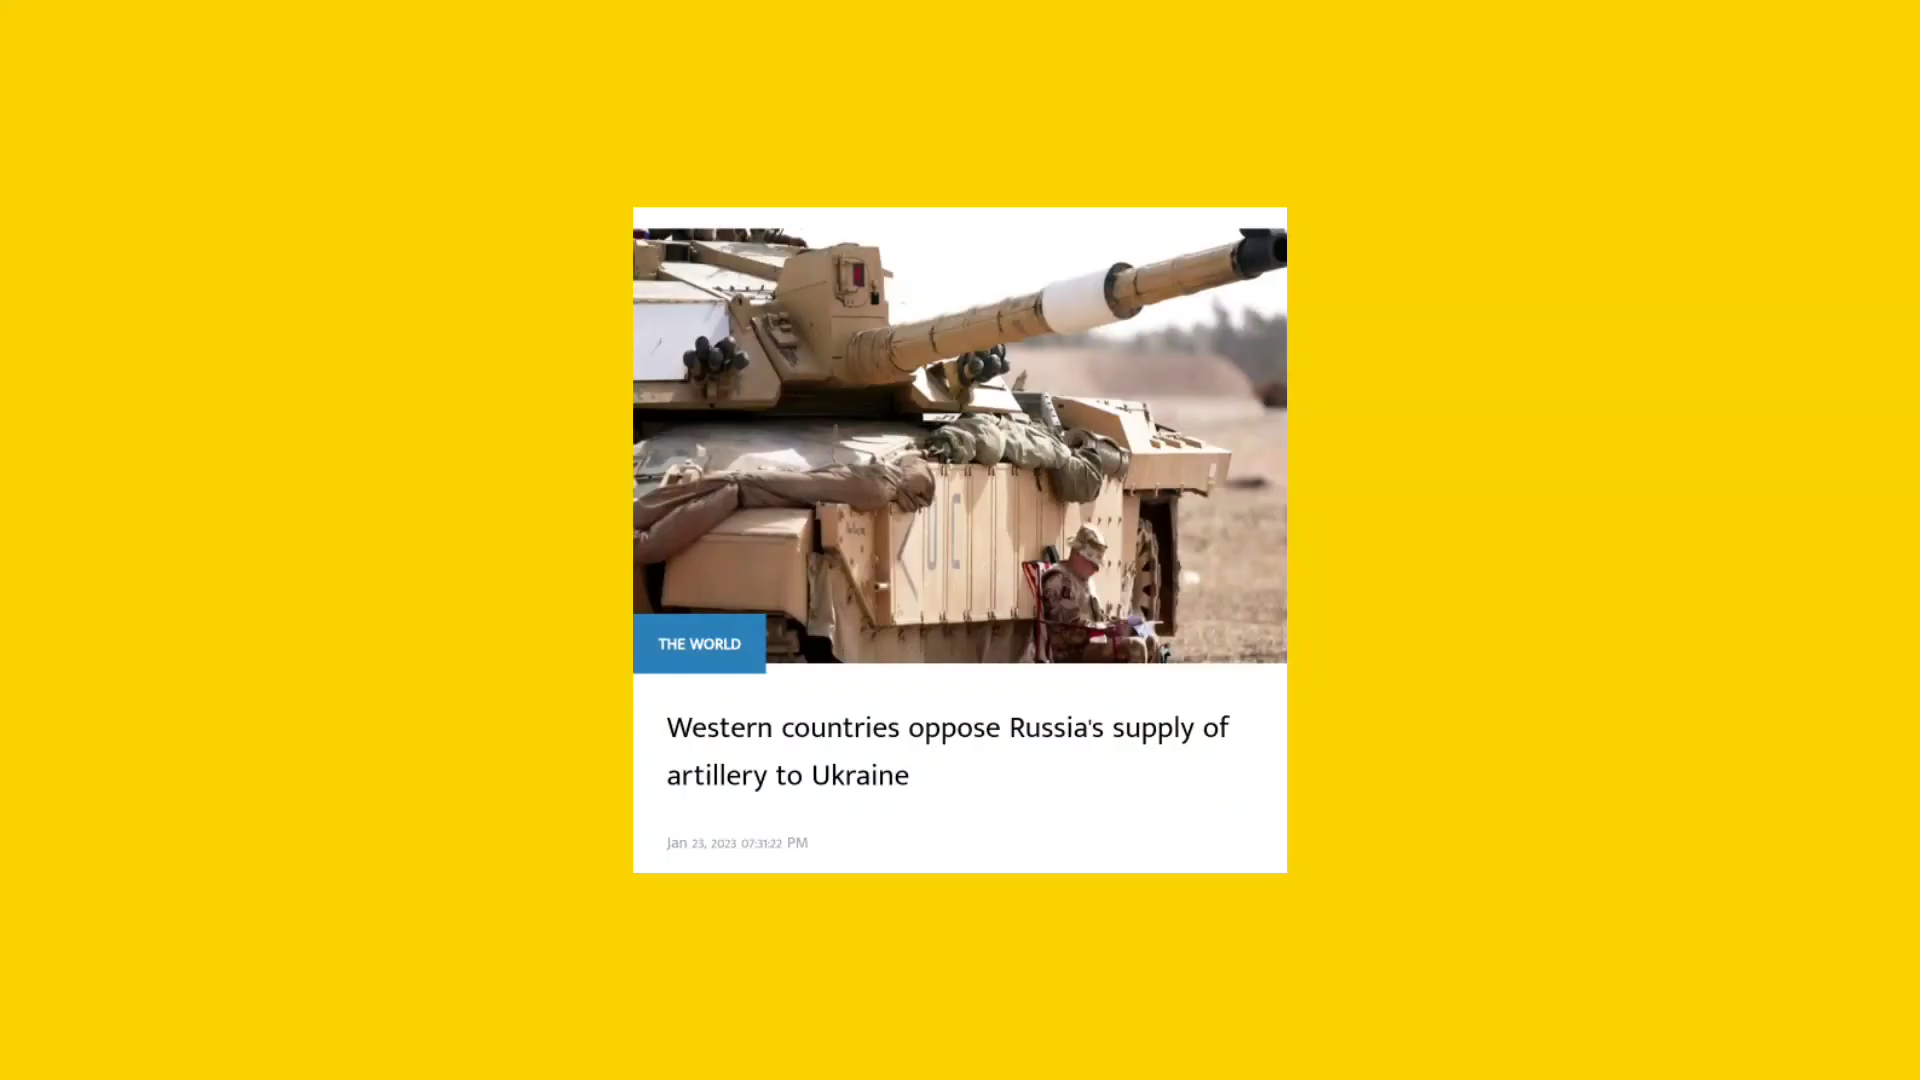 THE WORLD
Western countries oppose Russia's supply of
artillery to Ukraine
Jan 23, 2023 07:31:22 PM